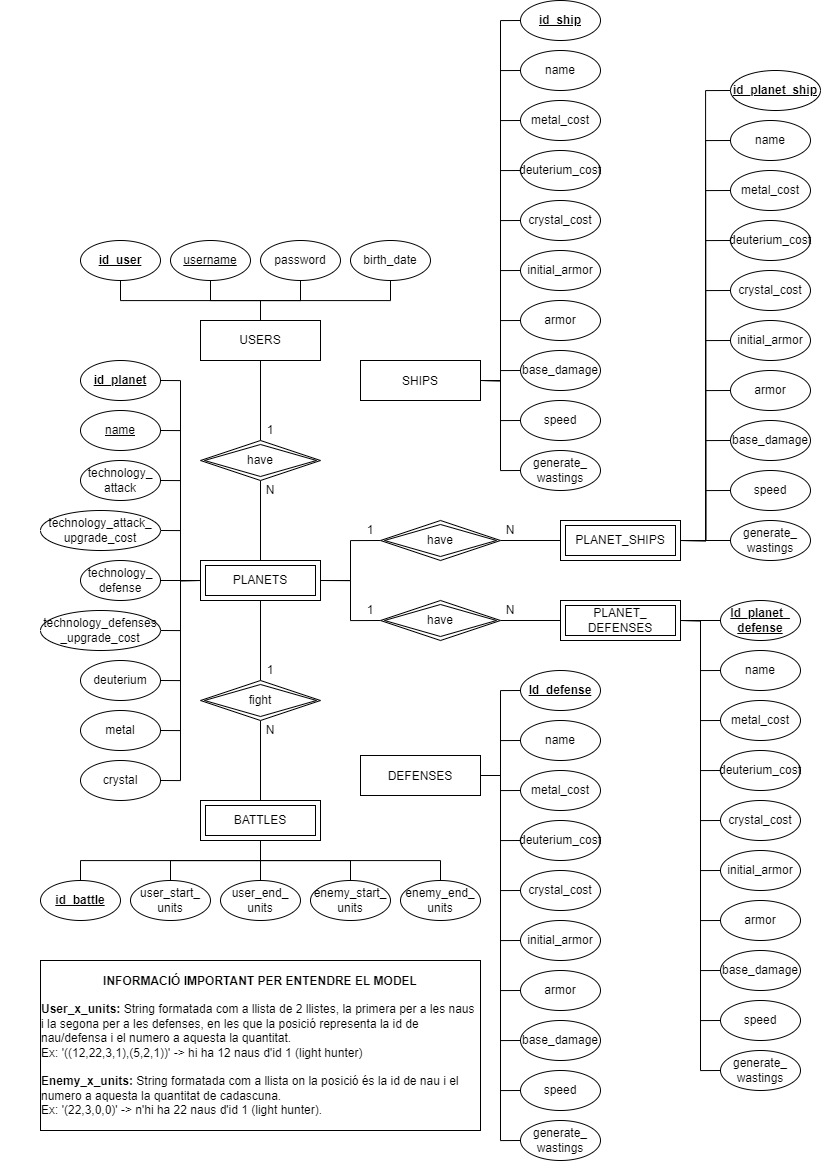 id_ship
name
metal_cost
deuterium_cost
crystal_cost
initial_armor
armor
base_damage
speed
generate_
wastings
SHIPS
id_planet_ship
name
metal_cost
deuterium_cost
crystal_cost
initial_armor
armor
base_damage
speed
generate_
wastings
id_user
username
password
birth_date
USERS
1
have
N
id_planet
name
technology_
attack
technology_attack_
upgrade_cost
technology_
defense
technology_defenses
_upgrade_cost
deuterium
metal
crystal
PLANETS
1
have
N
PLANET_SHIPS
1
have
N
PLANET_
DEFENSES
Id_planet_
defense
name
metal_cost
deuterium_cost
crystal_cost
initial_armor
armor
base_damage
speed
generate_
wastings
1
fight
N
BATTLES
id_battle
user_start_
units
user_end_
units
enemy_start_
units
enemy_end_
units
DEFENSES
Id_defense
name
metal_cost
deuterium_cost
crystal_cost
initial_armor
armor
base_damage
speed
generate_
wastings
INFORMACIÓ IMPORTANT PER ENTENDRE EL MODEL
User_x_units: String formatada com a llista de 2 llistes, la primera per a les naus
i la segona per a les defenses, en les que la posició representa la id de
nau/defensa i el numero a aquesta la quantitat.
Ex: '((12,22,3,1),(5,2,1))' -> hi ha 12 naus d'id 1 (light hunter)
Enemy_x_units: String formatada com a llista on la posició és la id de nau i el
numero a aquesta la quantitat de cadascuna.
Ex: '(22,3,0,0)' -> n'hi ha 22 naus d'id 1 (light hunter).